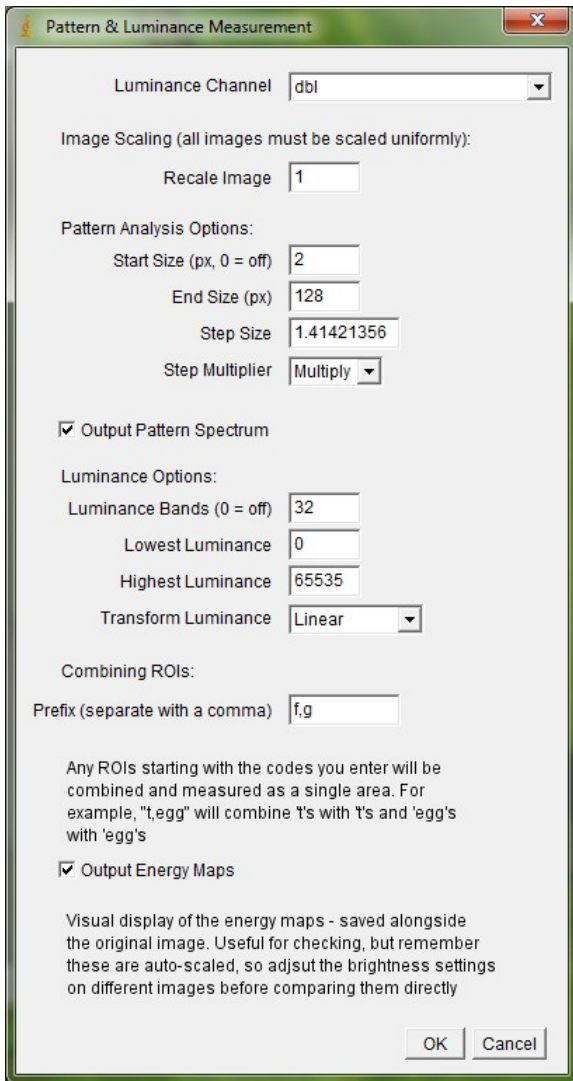 Pattern & Luminance Measurement
x
Luminance Channel dbl
Image Scaling (all images must be scaled uniformly):
Recale Image 1
Pattern Analysis Options:
Start Size (px, 0 = off) 2
End Size (px) 128
Step Size 1.41421356
Step Multiplier Multiply
Output Pattern Spectrum
Luminance Options:
Luminance Bands (0 = off) 32
Lowest Luminance 0
Highest Luminance 65535
Transform Luminance Linear
Combining ROIs:
Prefix (separate with a comma) f,g
Any ROIs starting with the codes you enter will be
combined and measured as a single area. For
example, "t,egg" will combine 't's with 't's and 'egg's
with 'egg's
Output Energy Maps
Visual display of the energy maps - saved alongside
the original image. Useful for checking, but remember
these are auto-scaled, so adjsut the brightness settings
on different images before comparing them directly
OK Cancel